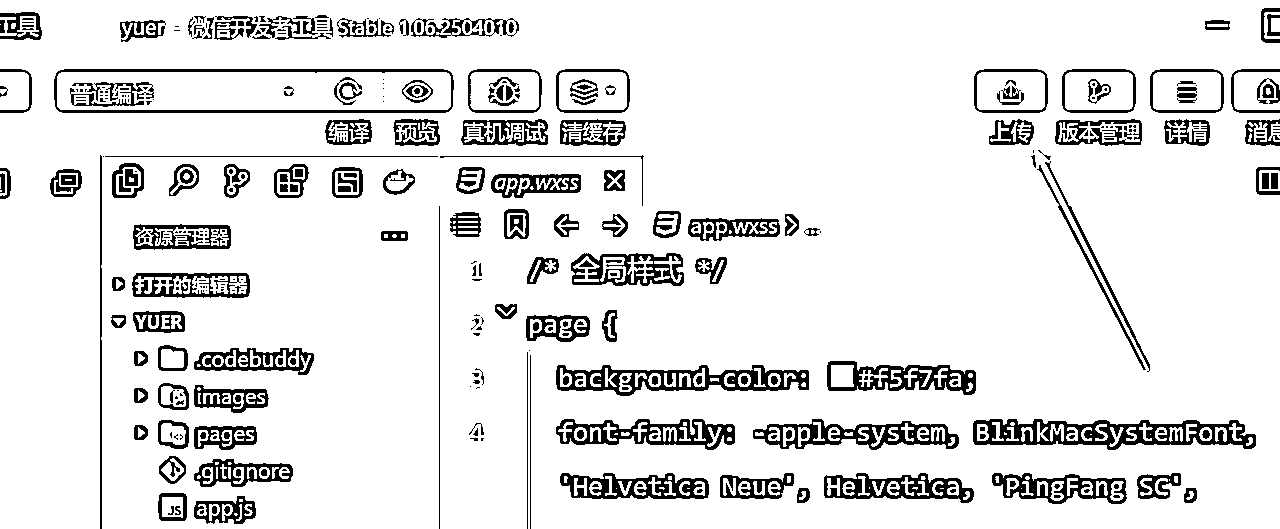 工具
yuer - 微信开发者工具 Stable 1.06.2504010
普通编译
编译 预览 真机调试 清缓存 上传 版本管理 详情 消息
app.wxss
资源管理器
app.wxss
打开的编辑器
YUER
.codebuddy
images
pages
.gitignore
JS app.js
1 /* 全局样式 */
2 page {
3 background-color: #f5f7fa;
4 font-family: -apple-system, BlinkMacSystemFont,
'Helvetica Neue', Helvetica, 'PingFang SC',